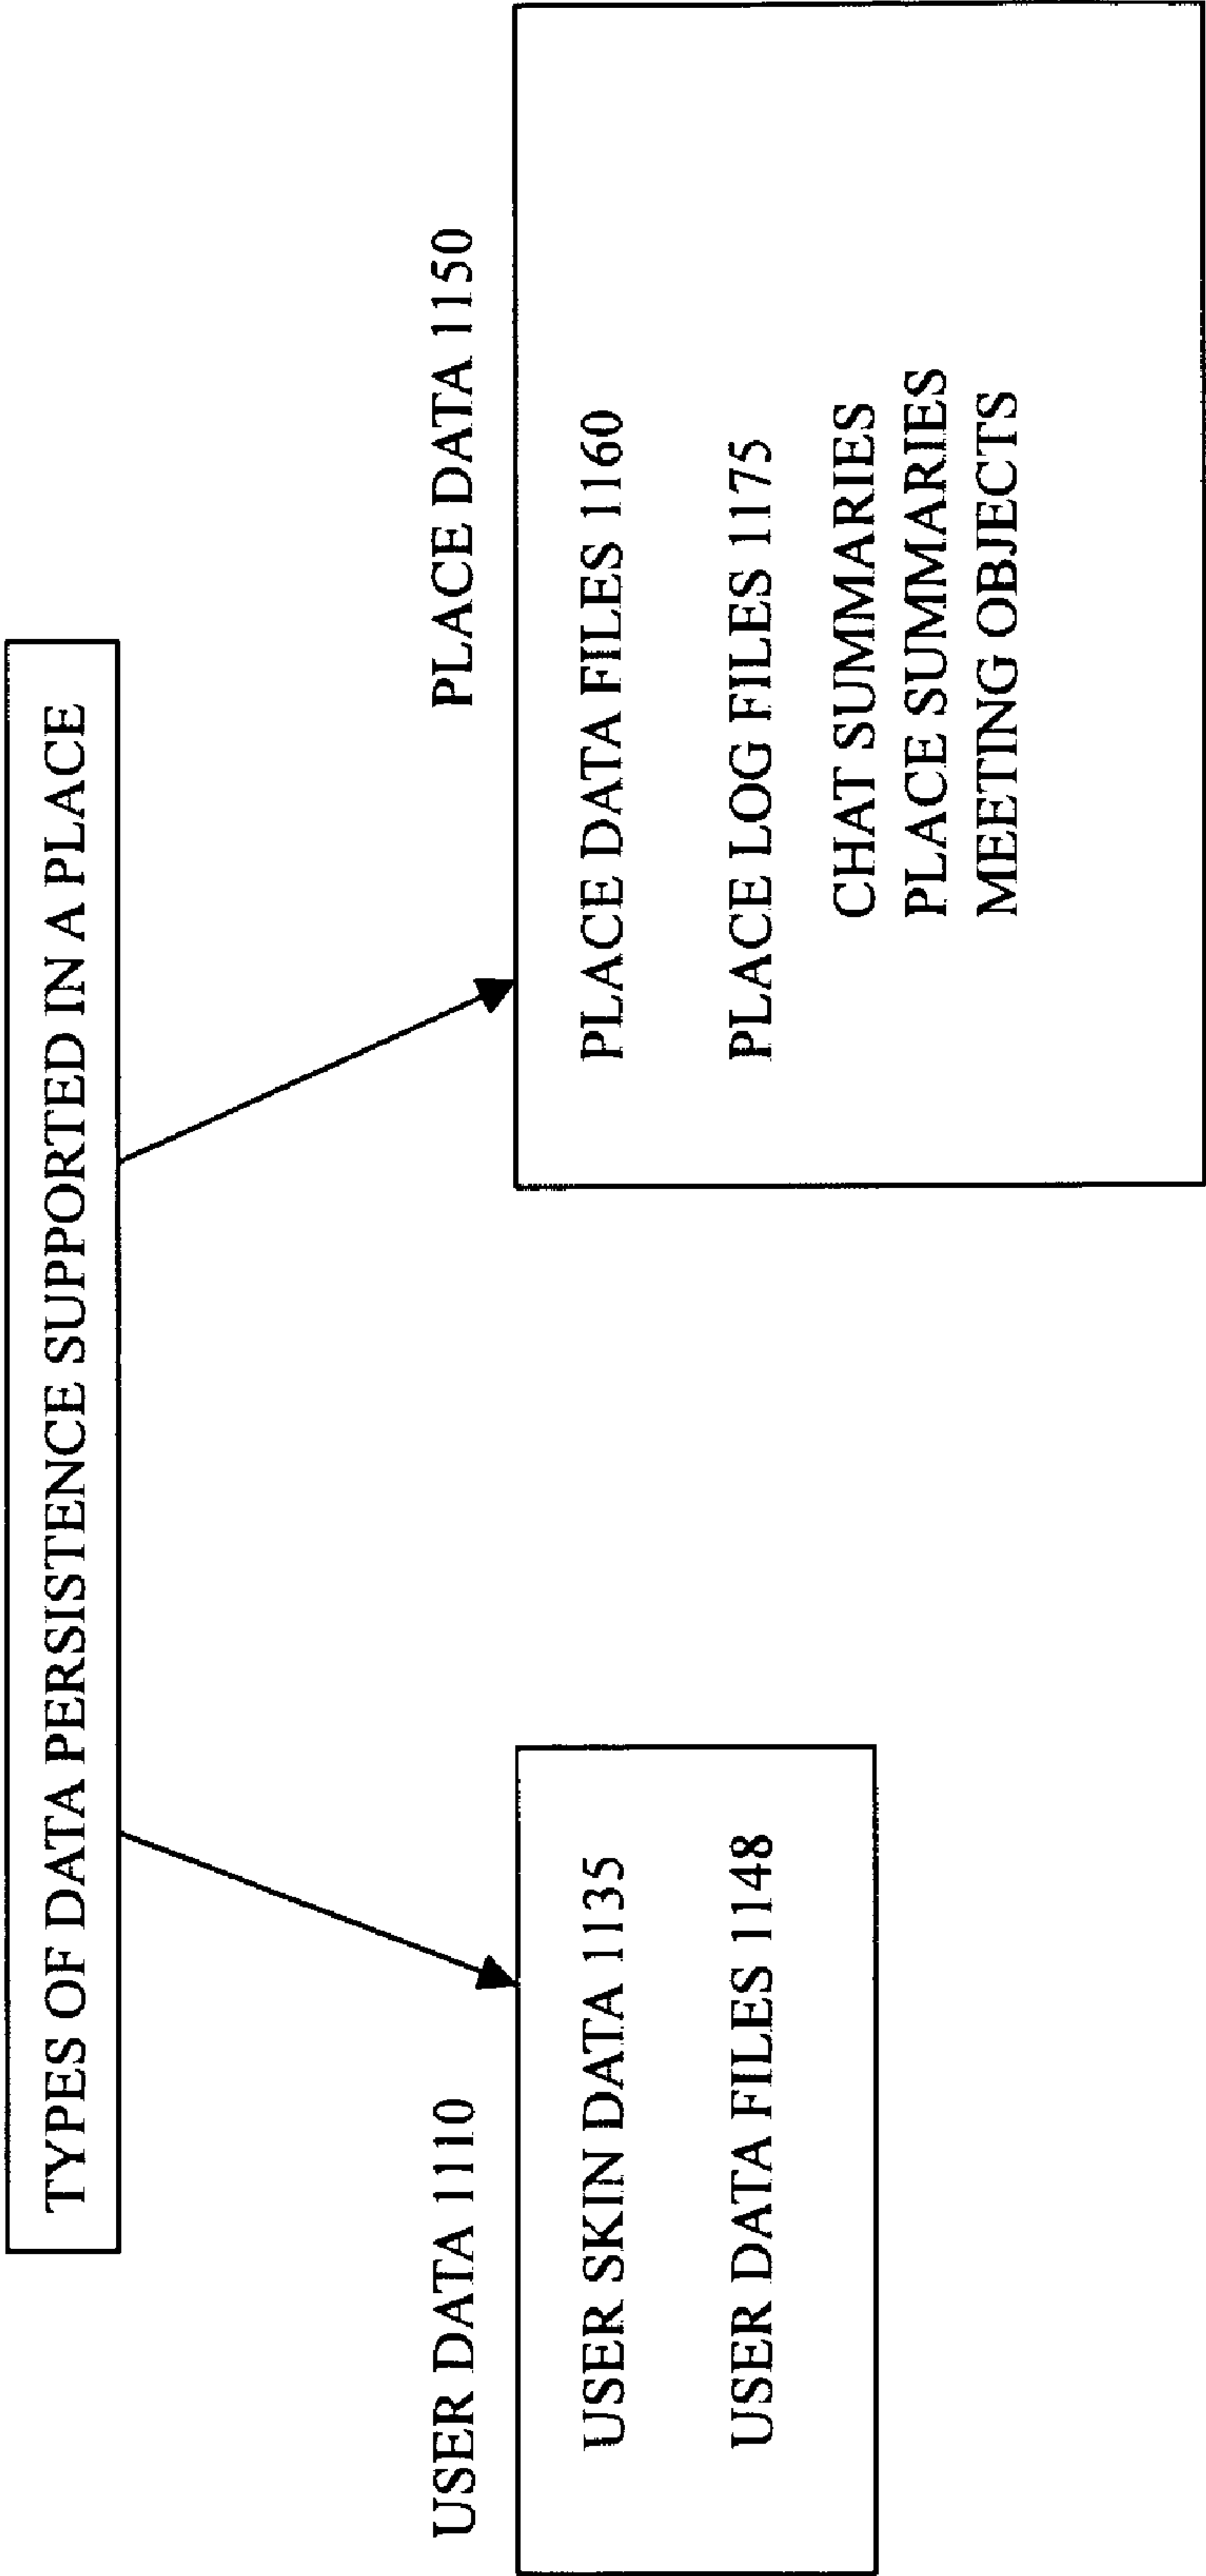 TYPES OF DATA PERSISTENCE SUPPORTED IN A PLACE
USER DATA 1110
USER SKIN DATA 1135
USER DATA FILES 1148
PLACE DATA 1150
PLACE DATA FILES 1160
PLACE LOG FILES 1175
CHAT SUMMARIES
PLACE SUMMARIES
MEETING OBJECTS